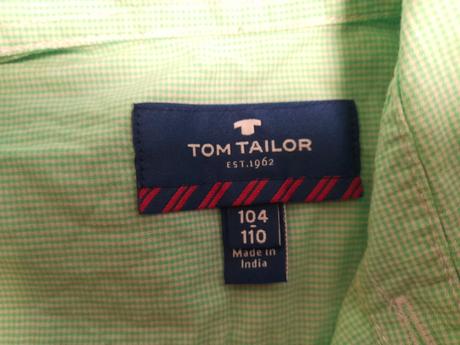 TOM TAILOR
EST.1962
104
-
110
Made in
India